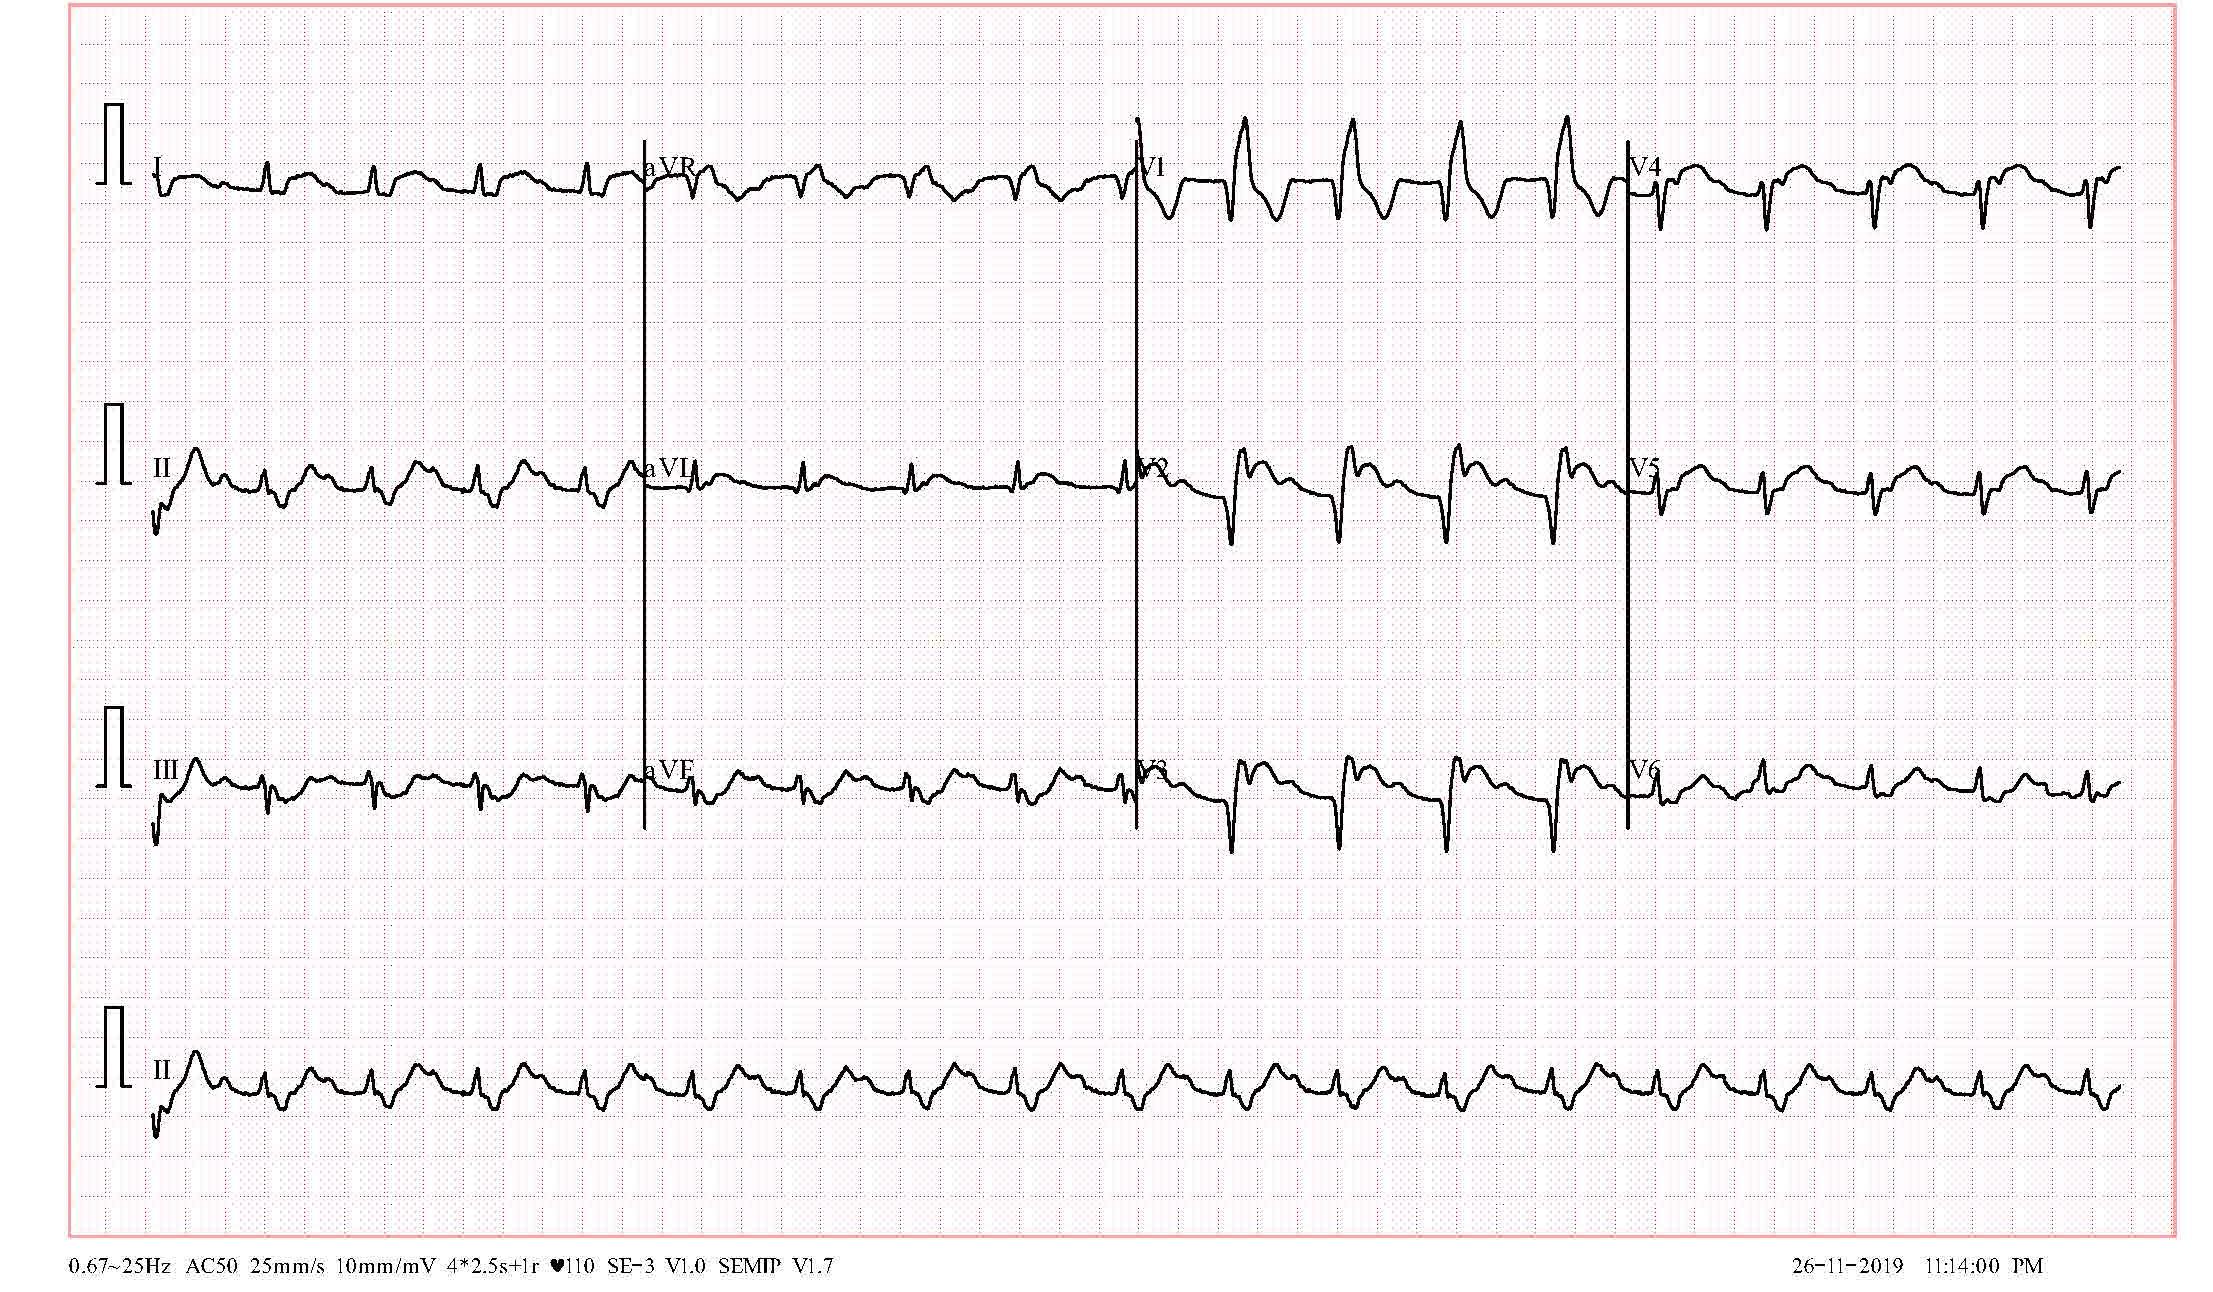 I aVR V1 V4
II aVL V2 V5
III aVF V3 V6
II
0.67~25Hz AC50 25mm/s 10mm/mV 4*2.5s+1r ♥110 SE-3 V1.0 SEMIP V1.7 26-11-2019 11:14:00 PM